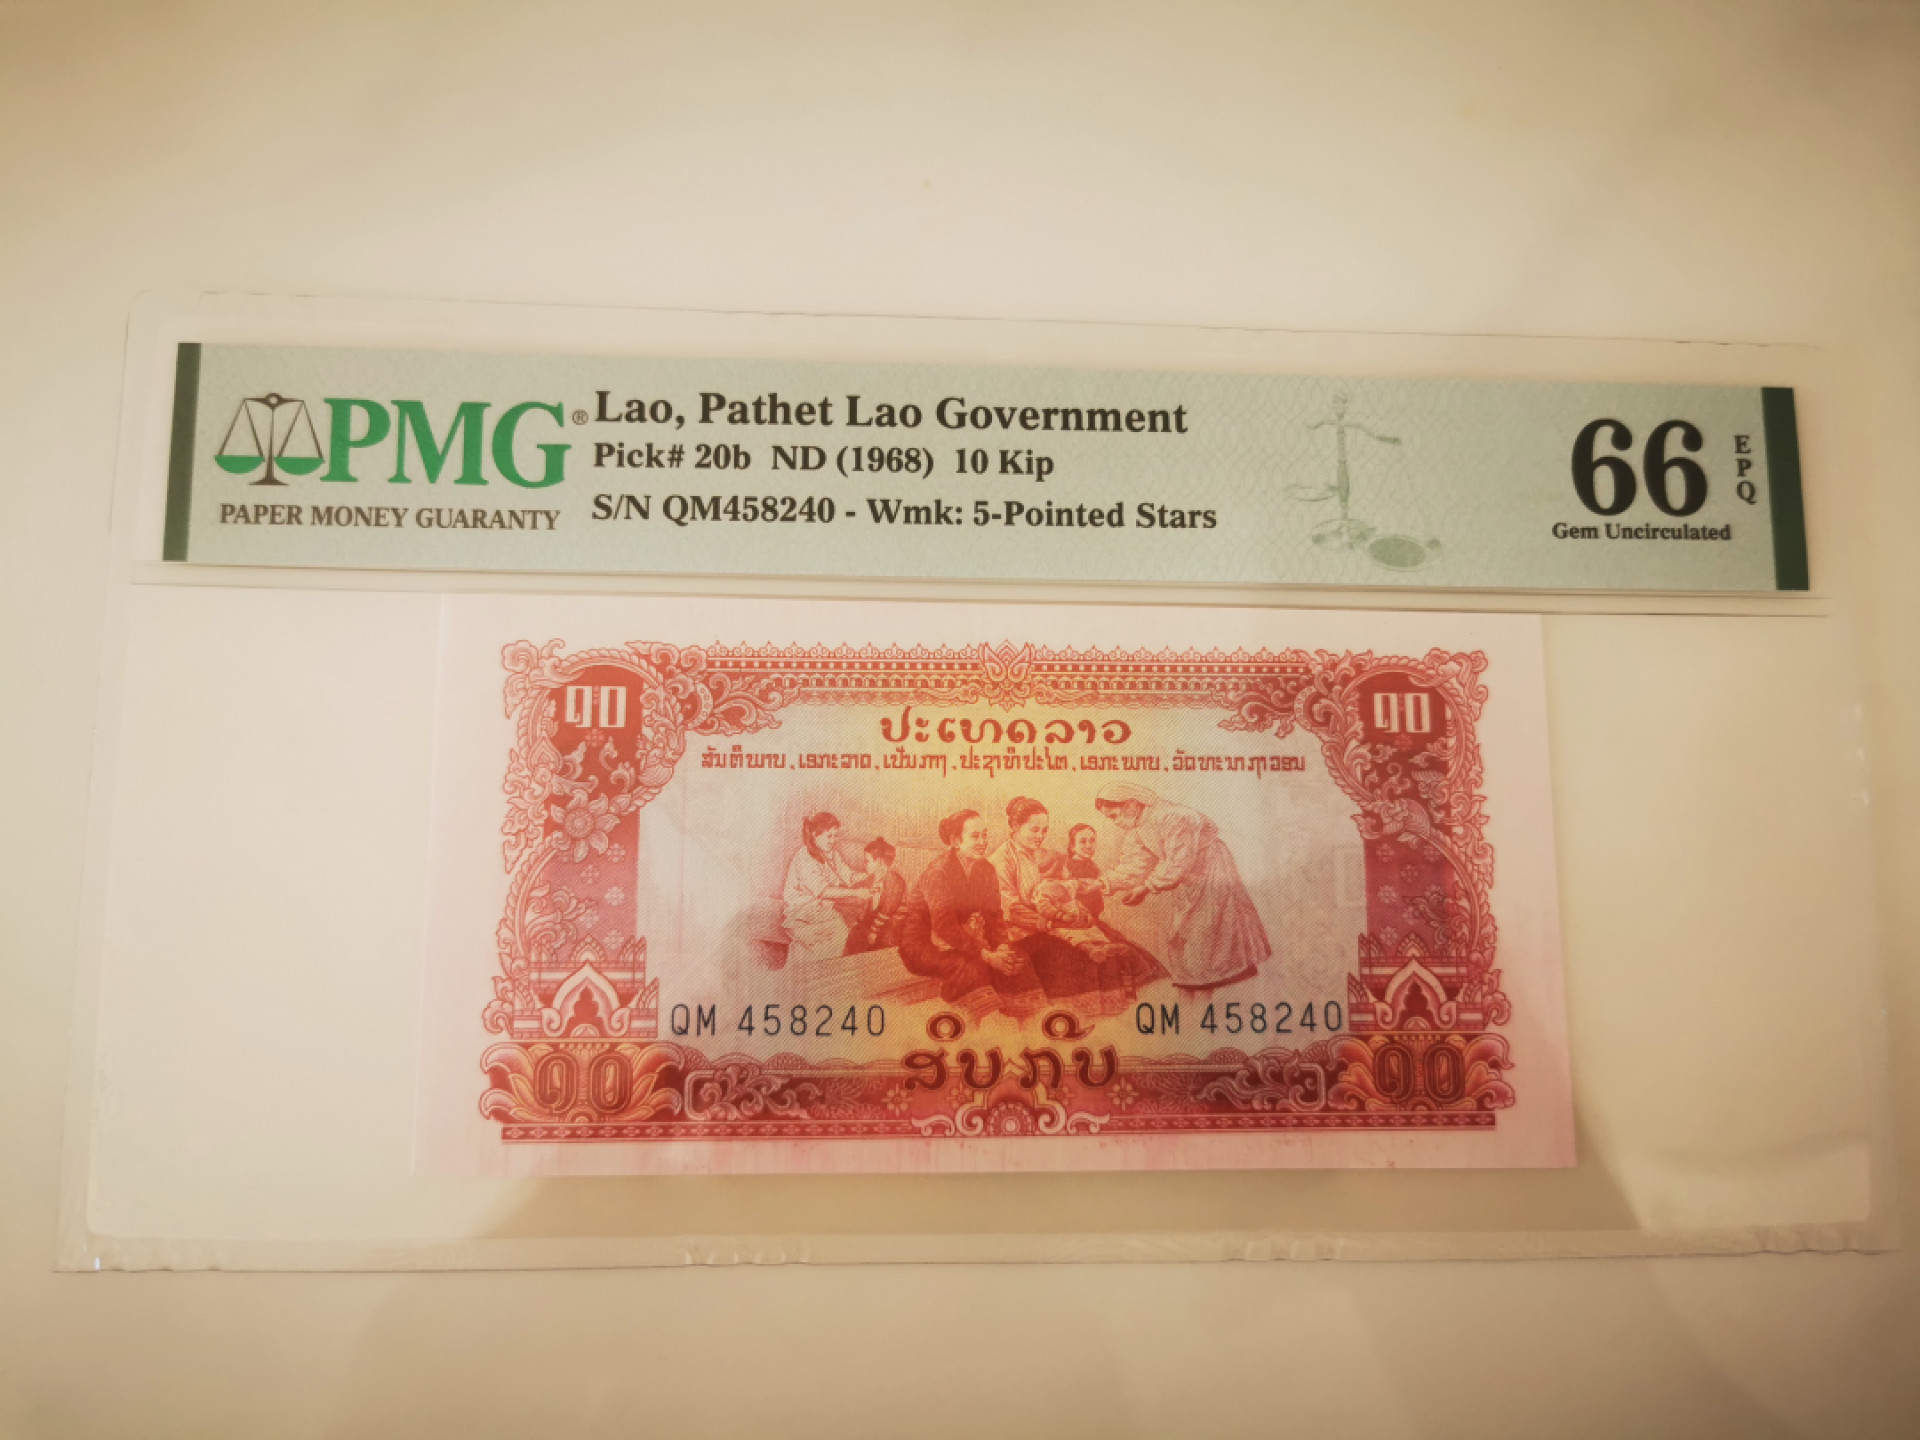 PMG®
PAPER MONEY GUARANTY
Lao, Pathet Lao Government
Pick# 20b ND (1968) 10 Kip
S/N QM458240 - Wmk: 5-Pointed Stars
66
EPQ
Gem Uncirculated
໑໐ ໑໐
ປະເທດລາວ
ສັນຕິພາບ, ເອກະລາດ, ເປັນກາງ, ປະຊາທິປະໄຕ, ເອກະພາບ, ວັດທະນາຖາວອນ
QM 458240 QM 458240
ສິບກີບ
໑໐ ໑໐